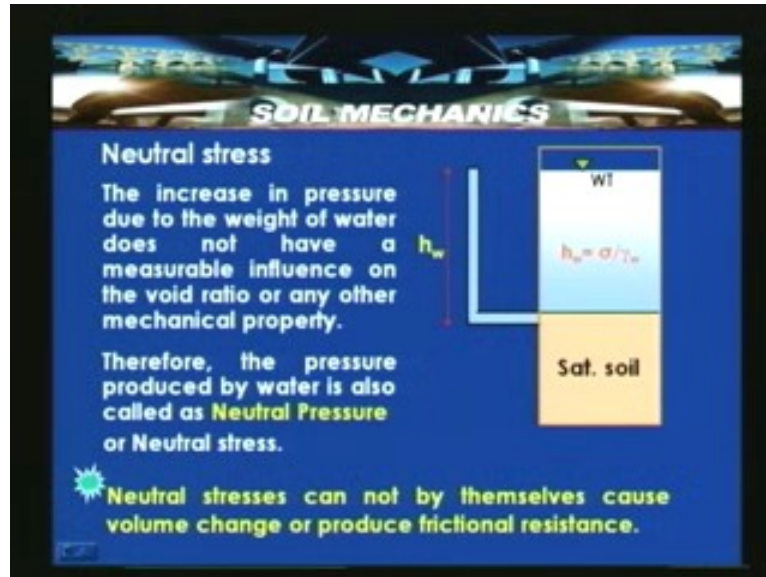 SOIL MECHANICS
Neutral stress
The increase in pressure
due to the weight of water
does not have a
measurable influence on
the void ratio or any other
mechanical property.
Therefore, the pressure
produced by water is also
called as Neutral Pressure
or Neutral stress.
Neutral stresses can not by themselves cause
volume change or produce frictional resistance.
hw
WT
hw= σ/γw
Sat. soil